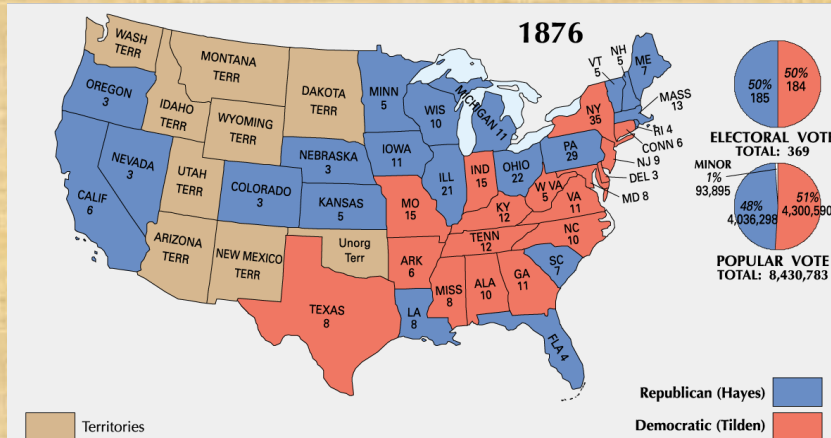 1876
WASH
TERR
MONTANA
TERR
DAKOTA
TERR
MINN
5
OREGON
3
IDAHO
TERR
WYOMING
TERR
WIS
10
MICHIGAN 11
VT
5
NH
5
ME
7
MASS
13
NY
35
RI 4
CONN 6
NJ 9
DEL 3
MD 8
PA
29
NEBRASKA
3
IOWA
11
NEVADA
3
UTAH
TERR
COLORADO
3
KANSAS
5
ILL
21
IND
15
OHIO
22
W VA
5
VA
11
CALIF
6
MO
15
KY
12
NC
10
TENN
12
ARIZONA
TERR
NEW MEXICO
TERR
Unorg
Terr
ARK
6
SC
7
MISS
8
ALA
10
GA
11
TEXAS
8
LA
8
FLA 4
50%
185
50%
184
ELECTORAL VOTE
TOTAL: 369
MINOR
1%
93,895
48%
4,036,298
51%
4,300,590
POPULAR VOTE
TOTAL: 8,430,783
Republican (Hayes)
Democratic (Tilden)
Territories